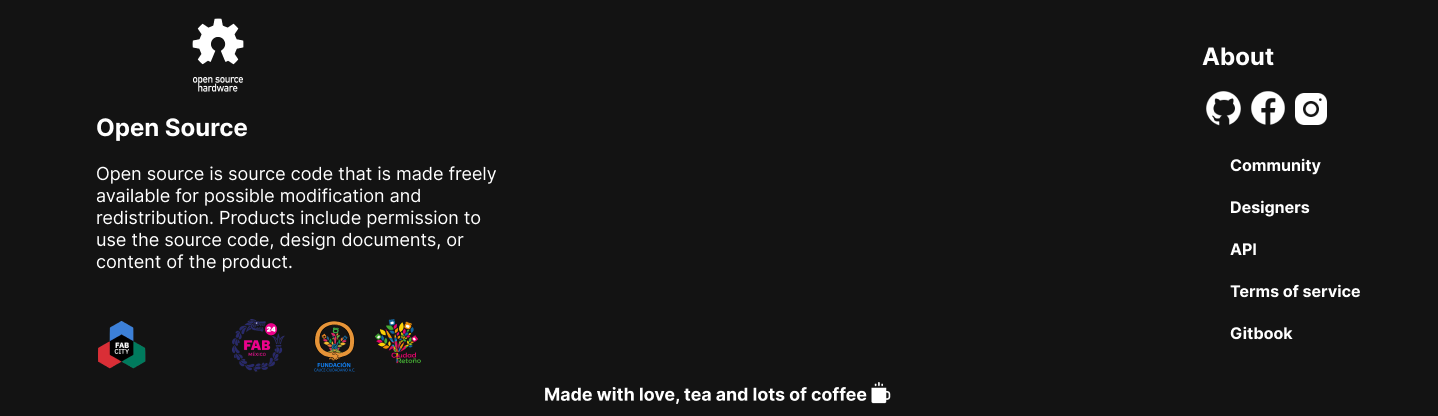 open source
hardware
Open Source
Open source is source code that is made freely
available for possible modification and
redistribution. Products include permission to
use the source code, design documents, or
content of the product.
FAB
CITY
24
FAB
MÉXICO
FUNDACIÓN
Ciudad
Retoño
About
Community
Designers
API
Terms of service
Gitbook
Made with love, tea and lots of coffee